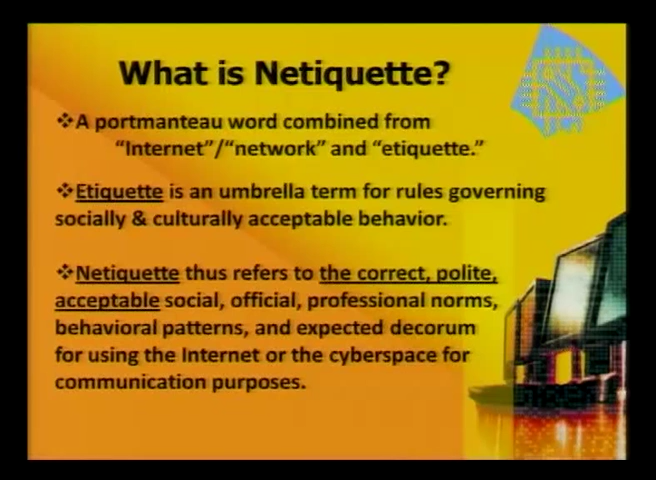 What is Netiquette?
❖A portmanteau word combined from
"Internet"/"network" and "etiquette."
❖Etiquette is an umbrella term for rules governing
socially & culturally acceptable behavior.
❖Netiquette thus refers to the correct, polite,
acceptable social, official, professional norms,
behavioral patterns, and expected decorum
for using the Internet or the cyberspace for
communication purposes.